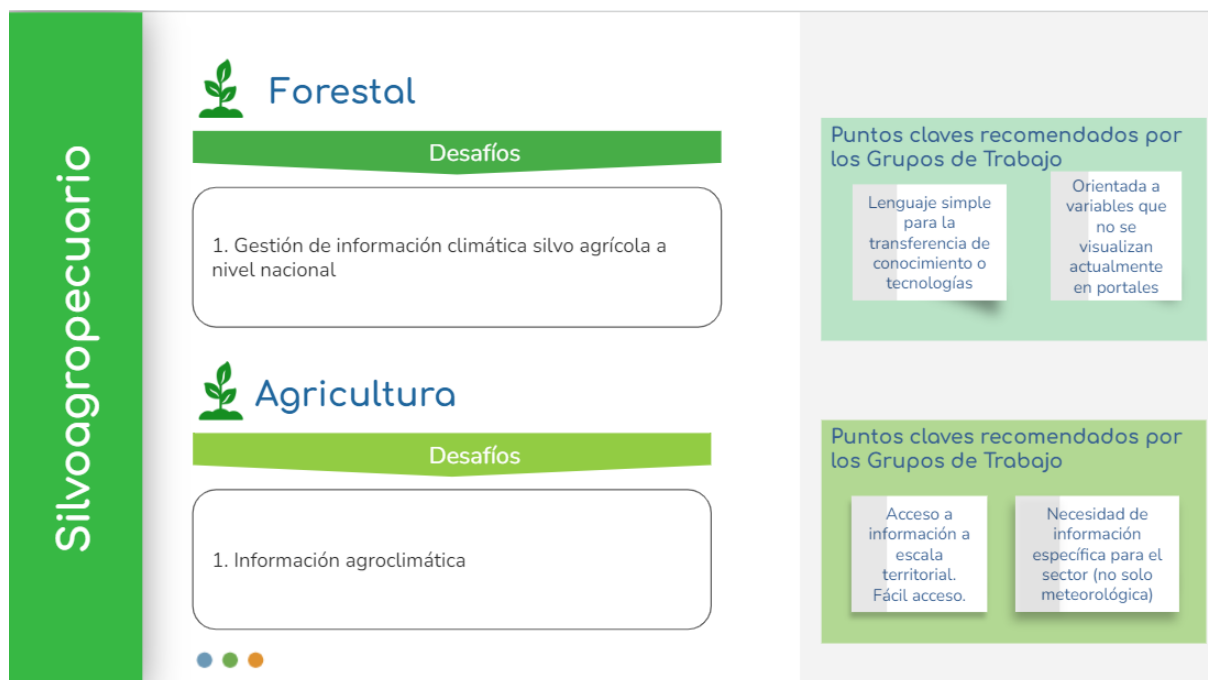 Silvoagropecuario
Forestal
Desafíos
1. Gestión de información climática silvo agrícola a
nivel nacional
Puntos claves recomendados por
los Grupos de Trabajo
Lenguaje simple
para la
transferencia de
conocimiento o
tecnologías
Orientada a
variables que
no se
visualizan
actualmente
en portales
Agricultura
Desafíos
1. Información agroclimática
Puntos claves recomendados por
los Grupos de Trabajo
Acceso a
información a
escala
territorial.
Fácil acceso.
Necesidad de
información
específica para el
sector (no solo
meteorológica)